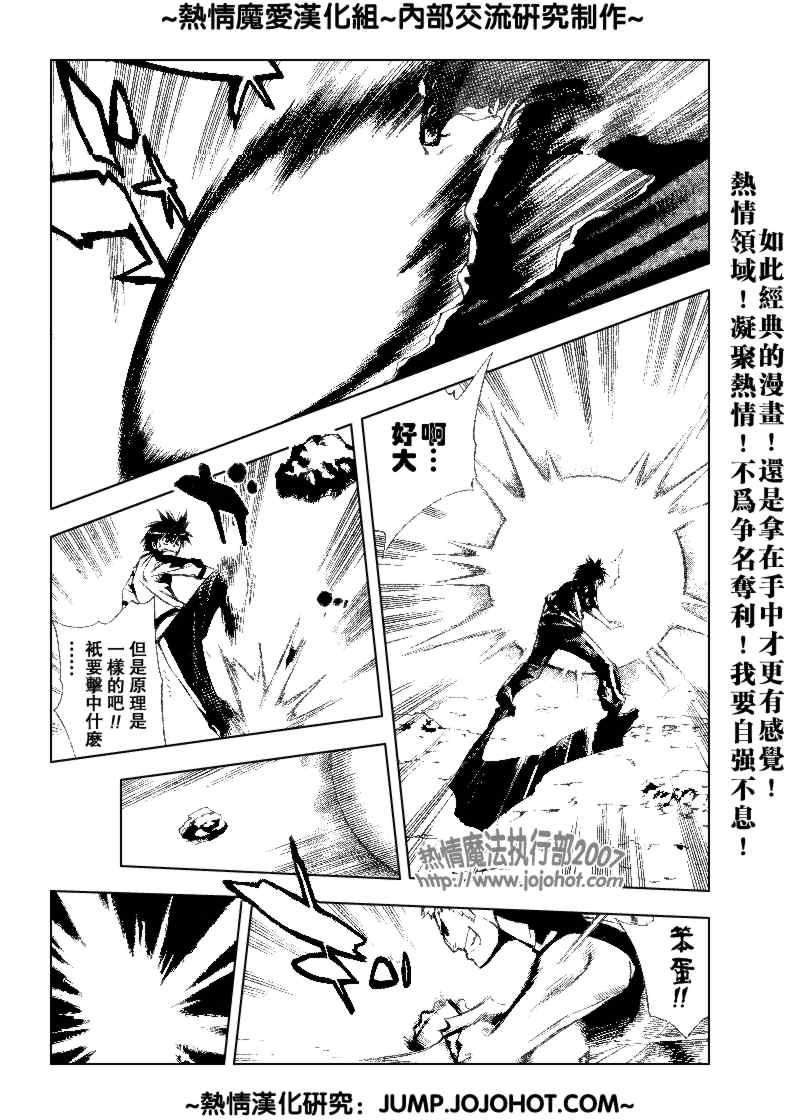 ~熱情魔愛漢化組~內部交流研究制作~
如此經典的漫畫！還是拿在手中才更有感覺！
熱情領域！凝聚熱情！不爲争名奪利！我要自强不息！
啊…
好大
但是原理是
一樣的吧!!
衹要擊中什麽
……
熱情魔法执行部2007
http://www.jojohot.com
笨蛋!!
~熱情漢化研究：JUMP.JOJOHOT.COM~